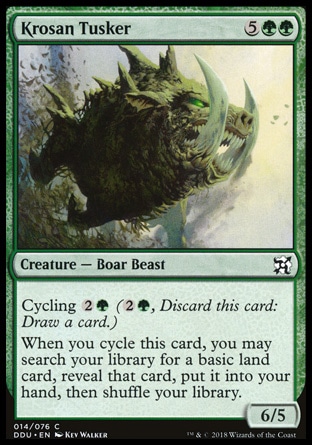 Krosan Tusker 5
Creature — Boar Beast
Cycling 2 (2, Discard this card:
Draw a card.)
When you cycle this card, you may
search your library for a basic land
card, reveal that card, put it into your
hand, then shuffle your library.
6/5
014/076 C
DDU • EN Kev Walker
™ & © 2018 Wizards of the Coast